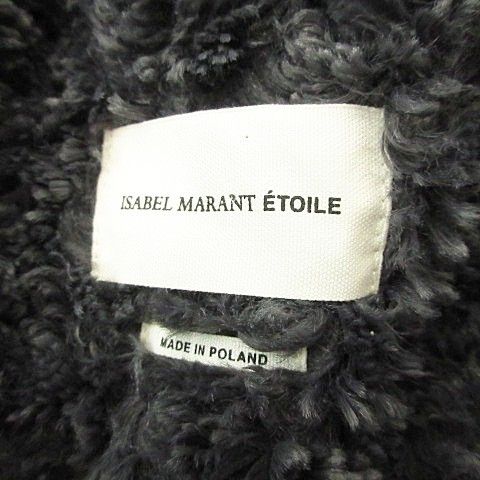 ISABEL MARANT ÉTOILE
MADE IN POLAND